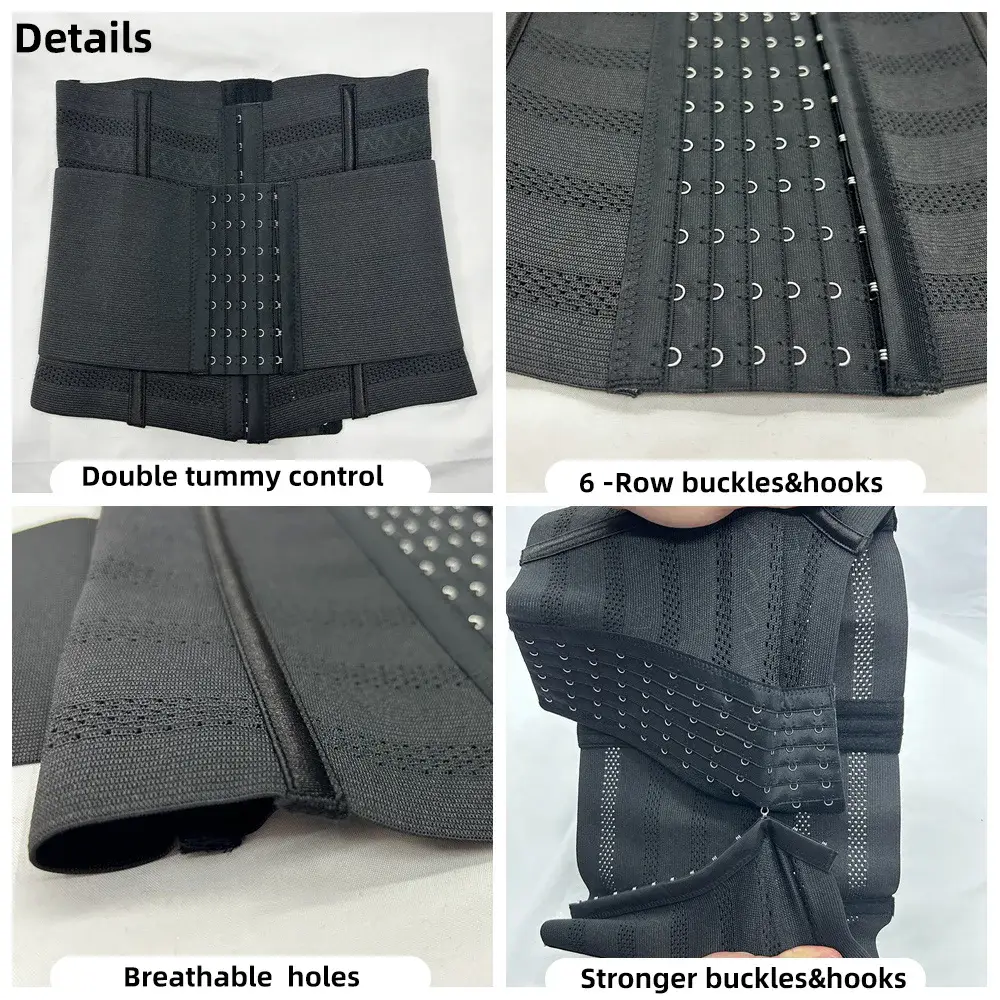 Details
Double tummy control
6 -Row buckles&hooks
Breathable holes
Stronger buckles&hooks